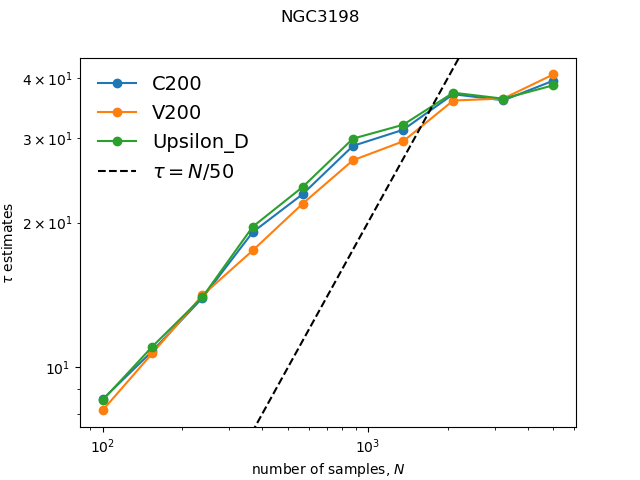 NGC3198
4 × 10¹
3 × 10¹
2 × 10¹
10¹
τ estimates
C200
V200
Upsilon_D
τ = N/50
10²
10³
number of samples, N